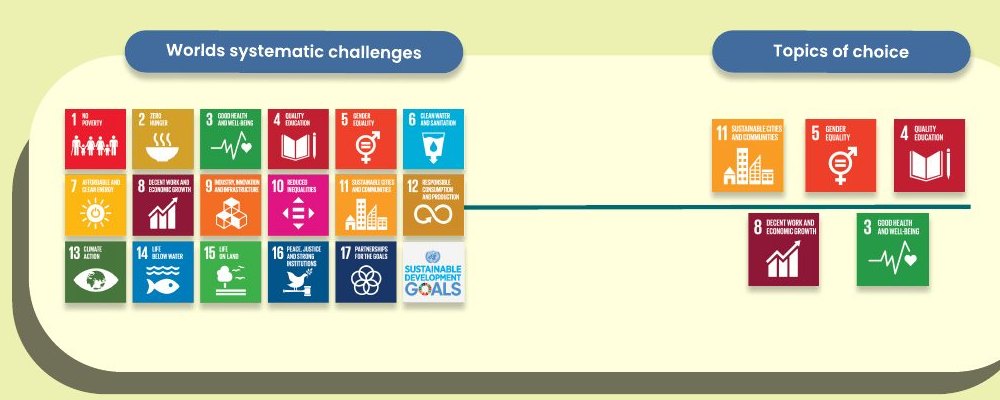 Worlds systematic challenges
Topics of choice
1 NO
POVERTY
2 ZERO
HUNGER
3 GOOD HEALTH
AND WELL-BEING
4 QUALITY
EDUCATION
5 GENDER
EQUALITY
6 CLEAN WATER
AND SANITATION
7 AFFORDABLE AND
CLEAN ENERGY
8 DECENT WORK AND
ECONOMIC GROWTH
9 INDUSTRY, INNOVATION
AND INFRASTRUCTURE
10 REDUCED
INEQUALITIES
11 SUSTAINABLE CITIES
AND COMMUNITIES
12 RESPONSIBLE
CONSUMPTION
AND PRODUCTION
13 CLIMATE
ACTION
14 LIFE
BELOW WATER
15 LIFE
ON LAND
16 PEACE, JUSTICE
AND STRONG
INSTITUTIONS
17 PARTNERSHIPS
FOR THE GOALS
SUSTAINABLE
DEVELOPMENT
GOALS
11 SUSTAINABLE CITIES
AND COMMUNITIES
5 GENDER
EQUALITY
4 QUALITY
EDUCATION
8 DECENT WORK AND
ECONOMIC GROWTH
3 GOOD HEALTH
AND WELL-BEING